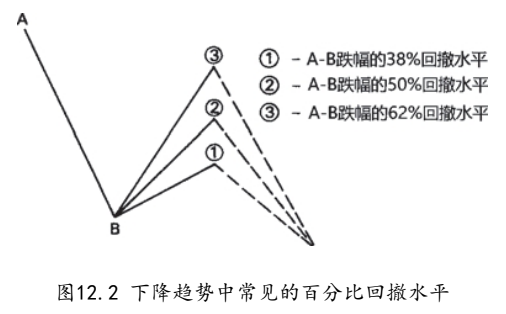 A
③
① - A-B跌幅的38%回撤水平
② - A-B跌幅的50%回撤水平
③ - A-B跌幅的62%回撤水平
②
①
B
图12.2 下降趋势中常见的百分比回撤水平